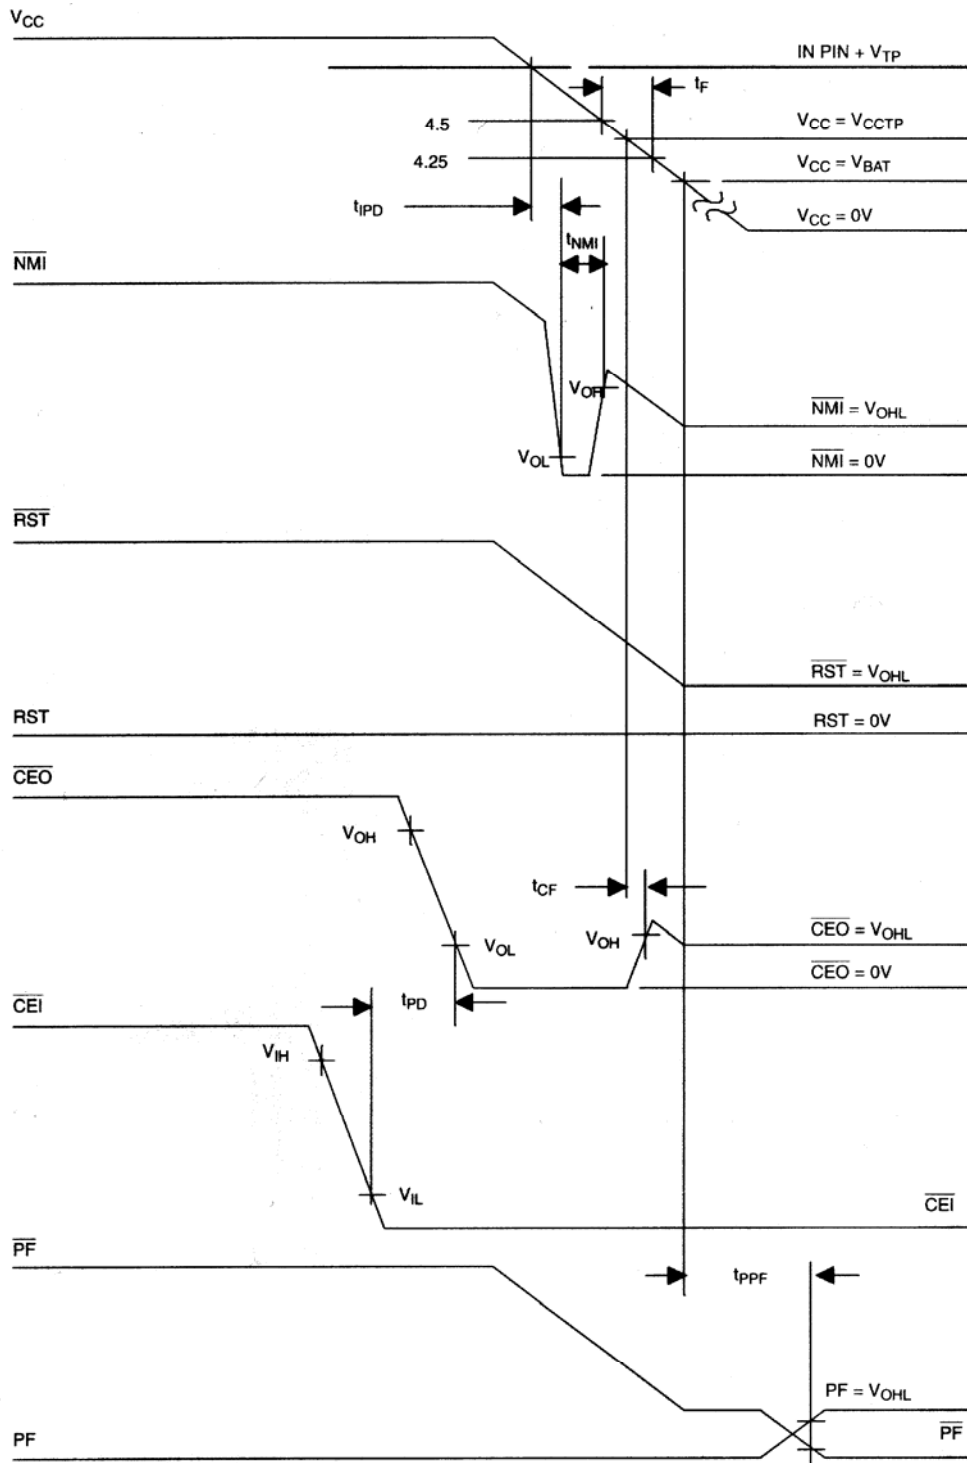 VCC
IN PIN + VTP
tF
4.5
VCC = VCCTP
4.25
VCC = VBAT
tIPD
VCC = 0V
tNMI
NMI
VOH
NMI = VOHL
VOL
NMI = 0V
RST
RST = VOHL
RST
RST = 0V
CEO
VOH
tCF
VOL
VOH
CEO = VOHL
CEO = 0V
CEI
tPD
VIH
VIL
CEI
PF
tPPF
PF = VOHL
PF
PF